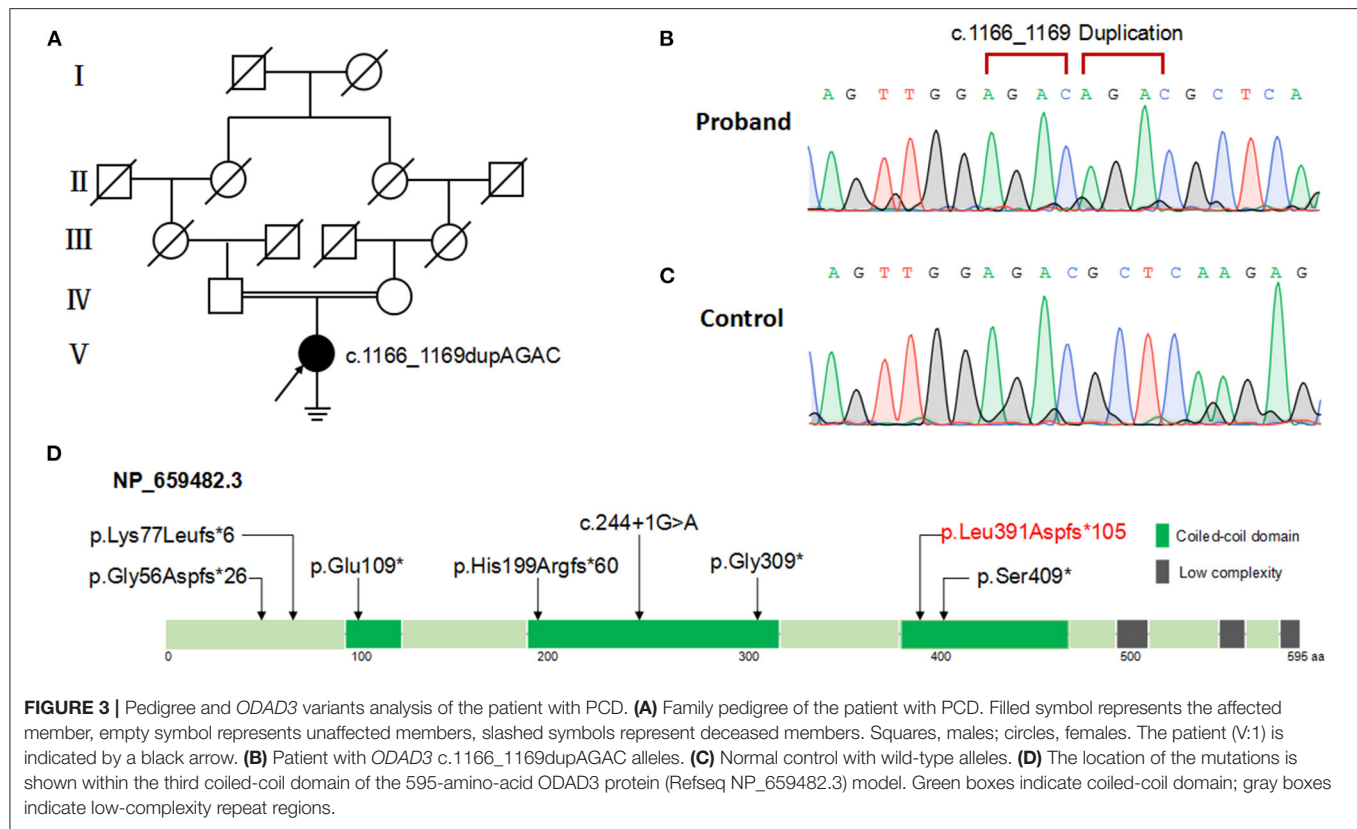 A
I
II
III
IV
V
c.1166_1169dupAGAC
B
c.1166_1169 Duplication
A G T T G G A G A C A G A C G C T C A
Proband
C
A G T T G G A G A C G C T C A A G A G
Control
D
NP_659482.3
p.Lys77Leufs*6
p.Gly56Aspfs*26
p.Glu109*
p.His199Argfs*60
c.244+1G>A
p.Gly309*
p.Leu391Aspfs*105
p.Ser409*
Coiled-coil domain
Low complexity
0 100 200 300 400 500 595 aa
FIGURE 3 | Pedigree and ODAD3 variants analysis of the patient with PCD. (A) Family pedigree of the patient with PCD. Filled symbol represents the affected
member, empty symbol represents unaffected members, slashed symbols represent deceased members. Squares, males; circles, females. The patient (V:1) is
indicated by a black arrow. (B) Patient with ODAD3 c.1166_1169dupAGAC alleles. (C) Normal control with wild-type alleles. (D) The location of the mutations is
shown within the third coiled-coil domain of the 595-amino-acid ODAD3 protein (Refseq NP_659482.3) model. Green boxes indicate coiled-coil domain; gray boxes
indicate low-complexity repeat regions.